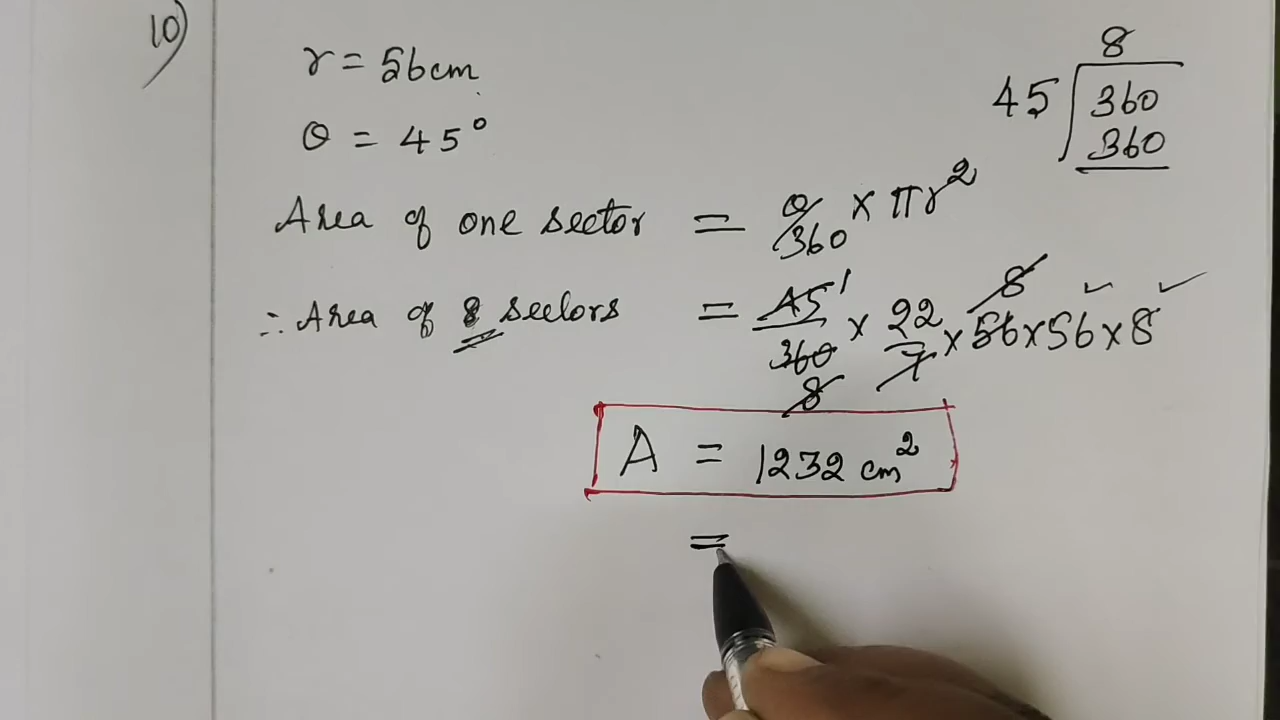 10)
r = 56cm
θ = 45°
8
45 360
360
Area of one sector = θ/360 × πr²
∴ Area of 8 sectors = 45/360 × 22/7 × 56 × 56 × 8
1 8 8
A = 1232 cm²
=